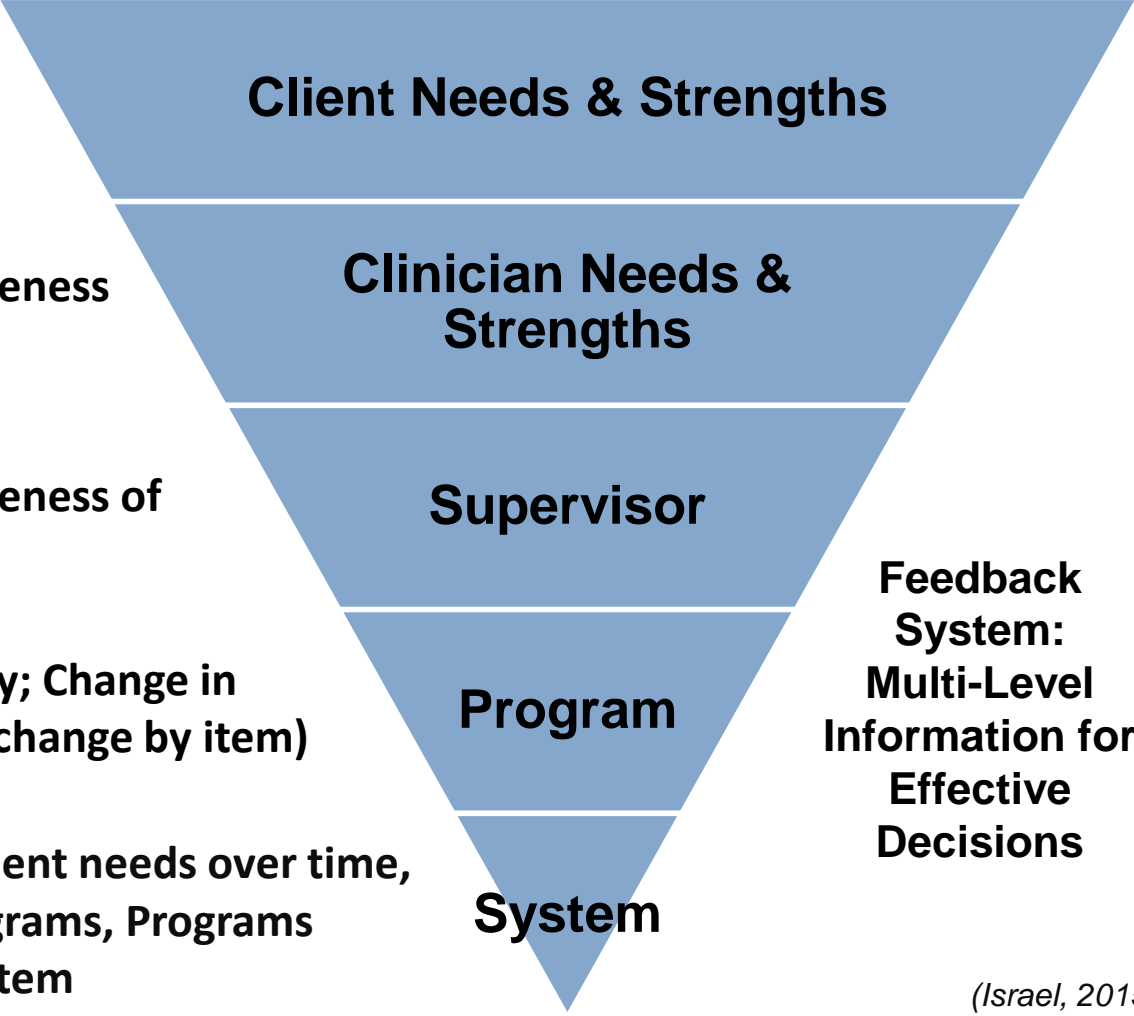 Client Needs & Strengths
Clinician Needs &
Strengths
eness
Supervisor
eness of
Program
y; Change in
change by item)
System
ent needs over time,
grams, Programs
tem
Feedback
System:
Multi-Level
Information for
Effective
Decisions
(Israel, 201